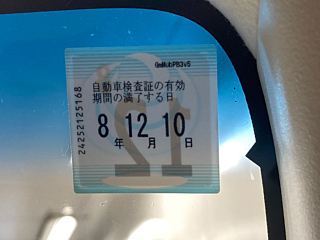 GmHubPB3v5
自動車検査証の有効
期間の満了する日
8 12 10
年 月 日
24252125168